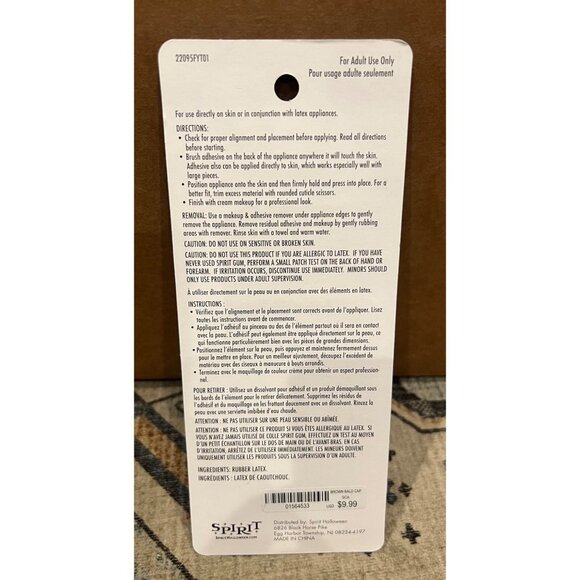 22095FYT01
For Adult Use Only
Pour usage adulte seulement
For use directly on skin or in conjunction with latex appliances.
DIRECTIONS:
• Check for proper alignment and placement before applying. Read all directions
before starting.
• Brush adhesive on the back of the appliance anywhere it will touch the skin.
Adhesive also can be applied directly to skin, which works especially well with
large pieces.
• Position appliance onto the skin and then firmly hold and press into place. For a
better fit, trim excess material with rounded cuticle scissors.
• Finish with cream makeup for a professional look.
REMOVAL: Use a makeup & adhesive remover under appliance edges to gently
remove the appliance. Remove residual adhesive and makeup by gently rubbing
areas with remover. Rinse skin with a towel and warm water.
CAUTION: DO NOT USE ON SENSITIVE OR BROKEN SKIN.
CAUTION: DO NOT USE THIS PRODUCT IF YOU ARE ALLERGIC TO LATEX. IF YOU HAVE
NEVER USED SPIRIT GUM, PERFORM A SMALL PATCH TEST ON THE BACK OF HAND OR
FOREARM. IF IRRITATION OCCURS, DISCONTINUE USE IMMEDIATELY. MINORS SHOULD
ONLY USE PRODUCTS UNDER ADULT SUPERVISION.
À utiliser directement sur la peau ou en conjonction avec des éléments en latex.
INSTRUCTIONS :
• Vérifiez que l'alignement et le placement sont corrects avant de l'appliquer. Lisez
toutes les instructions avant de commencer.
• Appliquez l'adhésif au pinceau au dos de l'élément partout où il sera en contact
avec la peau. L'adhésif peut également être appliqué directement sur la peau, ce
qui fonctionne particulièrement bien avec les pièces de grandes dimensions.
• Positionnez l'élément sur la peau, puis appuyez et maintenez fermement dessus
pour le mettre en place. Pour un meilleur ajustement, découpez l'excédent de
matériau avec des ciseaux à manucure à bouts arrondis.
• Terminez avec le maquillage de couleur crème pour obtenir un aspect profession-
nel.
POUR RETIRER : Utilisez un dissolvant pour adhésif et un produit démaquillant sous
les bords de l'élément pour le retirer délicatement. Supprimez les résidus de
l'adhésif et du maquillage en les frottant doucement avec un dissolvant. Rincez la
peau avec une serviette imbibée d'eau chaude.
ATTENTION : NE PAS UTILISER SUR UNE PEAU SENSIBLE OU ABÎMÉE.
ATTENTION : NE PAS UTILISER CE PRODUIT SI VOUS ÊTES ALLERGIQUE AU LATEX. SI
VOUS N'AVEZ JAMAIS UTILISÉ DE COLLE SPIRIT GUM, EFFECTUEZ UN TEST AU MOYEN
D'UN PETIT ÉCHANTILLON SUR LE DOS DE MAIN OU DE L'AVANT-BRAS. EN CAS
D'IRRITATION, ARRÊTEZ DE L'UTILISER IMMÉDIATEMENT. LES MINEURS DOIVENT
UNIQUEMENT UTILISER LES PRODUITS SOUS LA SUPERVISION D'UN ADULTE.
INGREDIENTS: RUBBER LATEX.
INGRÉDIENTS : LATEX DE CAOUTCHOUC.
01564533
BROWN BALD CAP
SCA
USD $9.99
SPIRIT
SPIRITHALLOWEEN.COM
Distributed by: Spirit Halloween
6826 Black Horse Pike
Egg Harbor Township, NJ 08234-4197
MADE IN CHINA